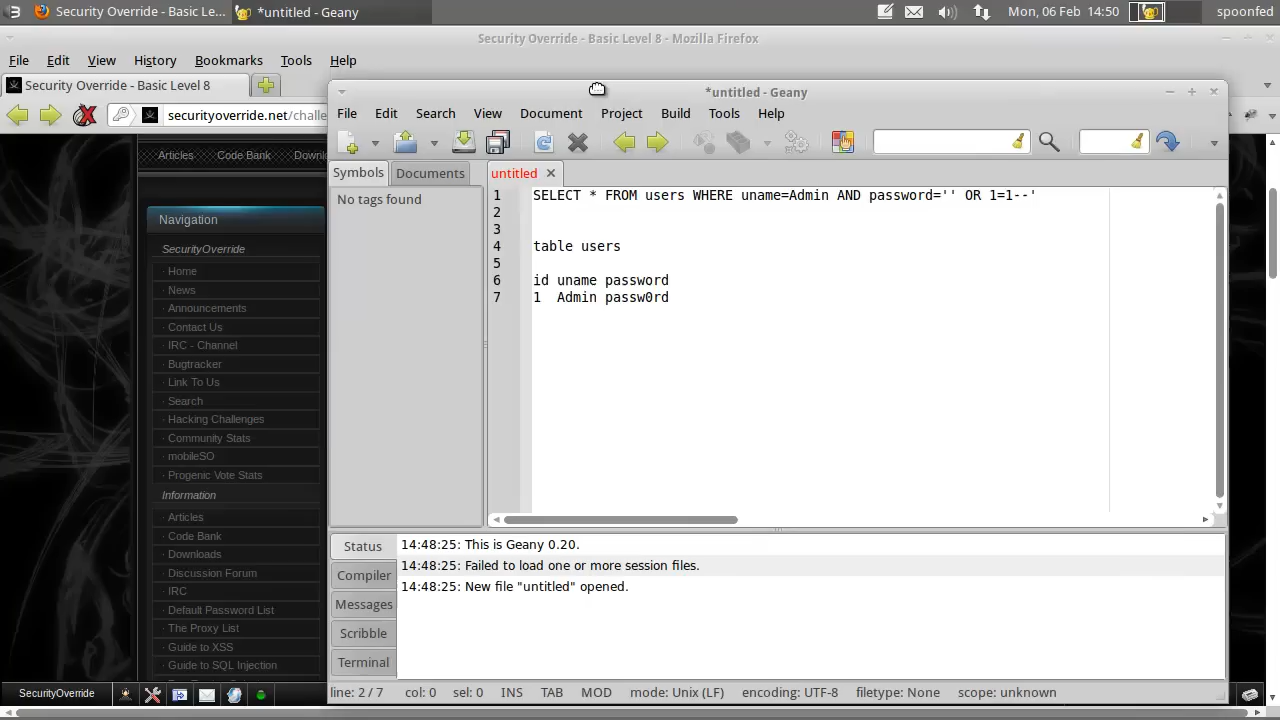 Security Override - Basic Le... *untitled - Geany Mon, 06 Feb 14:50 spoonfed
Security Override - Basic Level 8 - Mozilla Firefox
File Edit View History Bookmarks Tools Help
Security Override - Basic Level 8
securityoverride.net/challe
Articles Code Bank Downl
Navigation
SecurityOverride
· Home
· News
· Announcements
· Contact Us
· IRC - Channel
· Bugtracker
· Link To Us
· Search
· Hacking Challenges
· Community Stats
· mobileSO
· Progenic Vote Stats
Information
· Articles
· Code Bank
· Downloads
· Discussion Forum
· IRC
· Default Password List
· The Proxy List
· Guide to XSS
· Guide to SQL Injection
SecurityOverride
*untitled - Geany
File Edit Search View Document Project Build Tools Help
Symbols Documents
No tags found
untitled
1 SELECT * FROM users WHERE uname=Admin AND password='' OR 1=1--'
2
3
4 table users
5
6 id uname password
7 1  Admin passw0rd
Status
Compiler
Messages
Scribble
Terminal
14:48:25: This is Geany 0.20.
14:48:25: Failed to load one or more session files.
14:48:25: New file "untitled" opened.
line: 2 / 7 col: 0 sel: 0 INS TAB MOD mode: Unix (LF) encoding: UTF-8 filetype: None scope: unknown